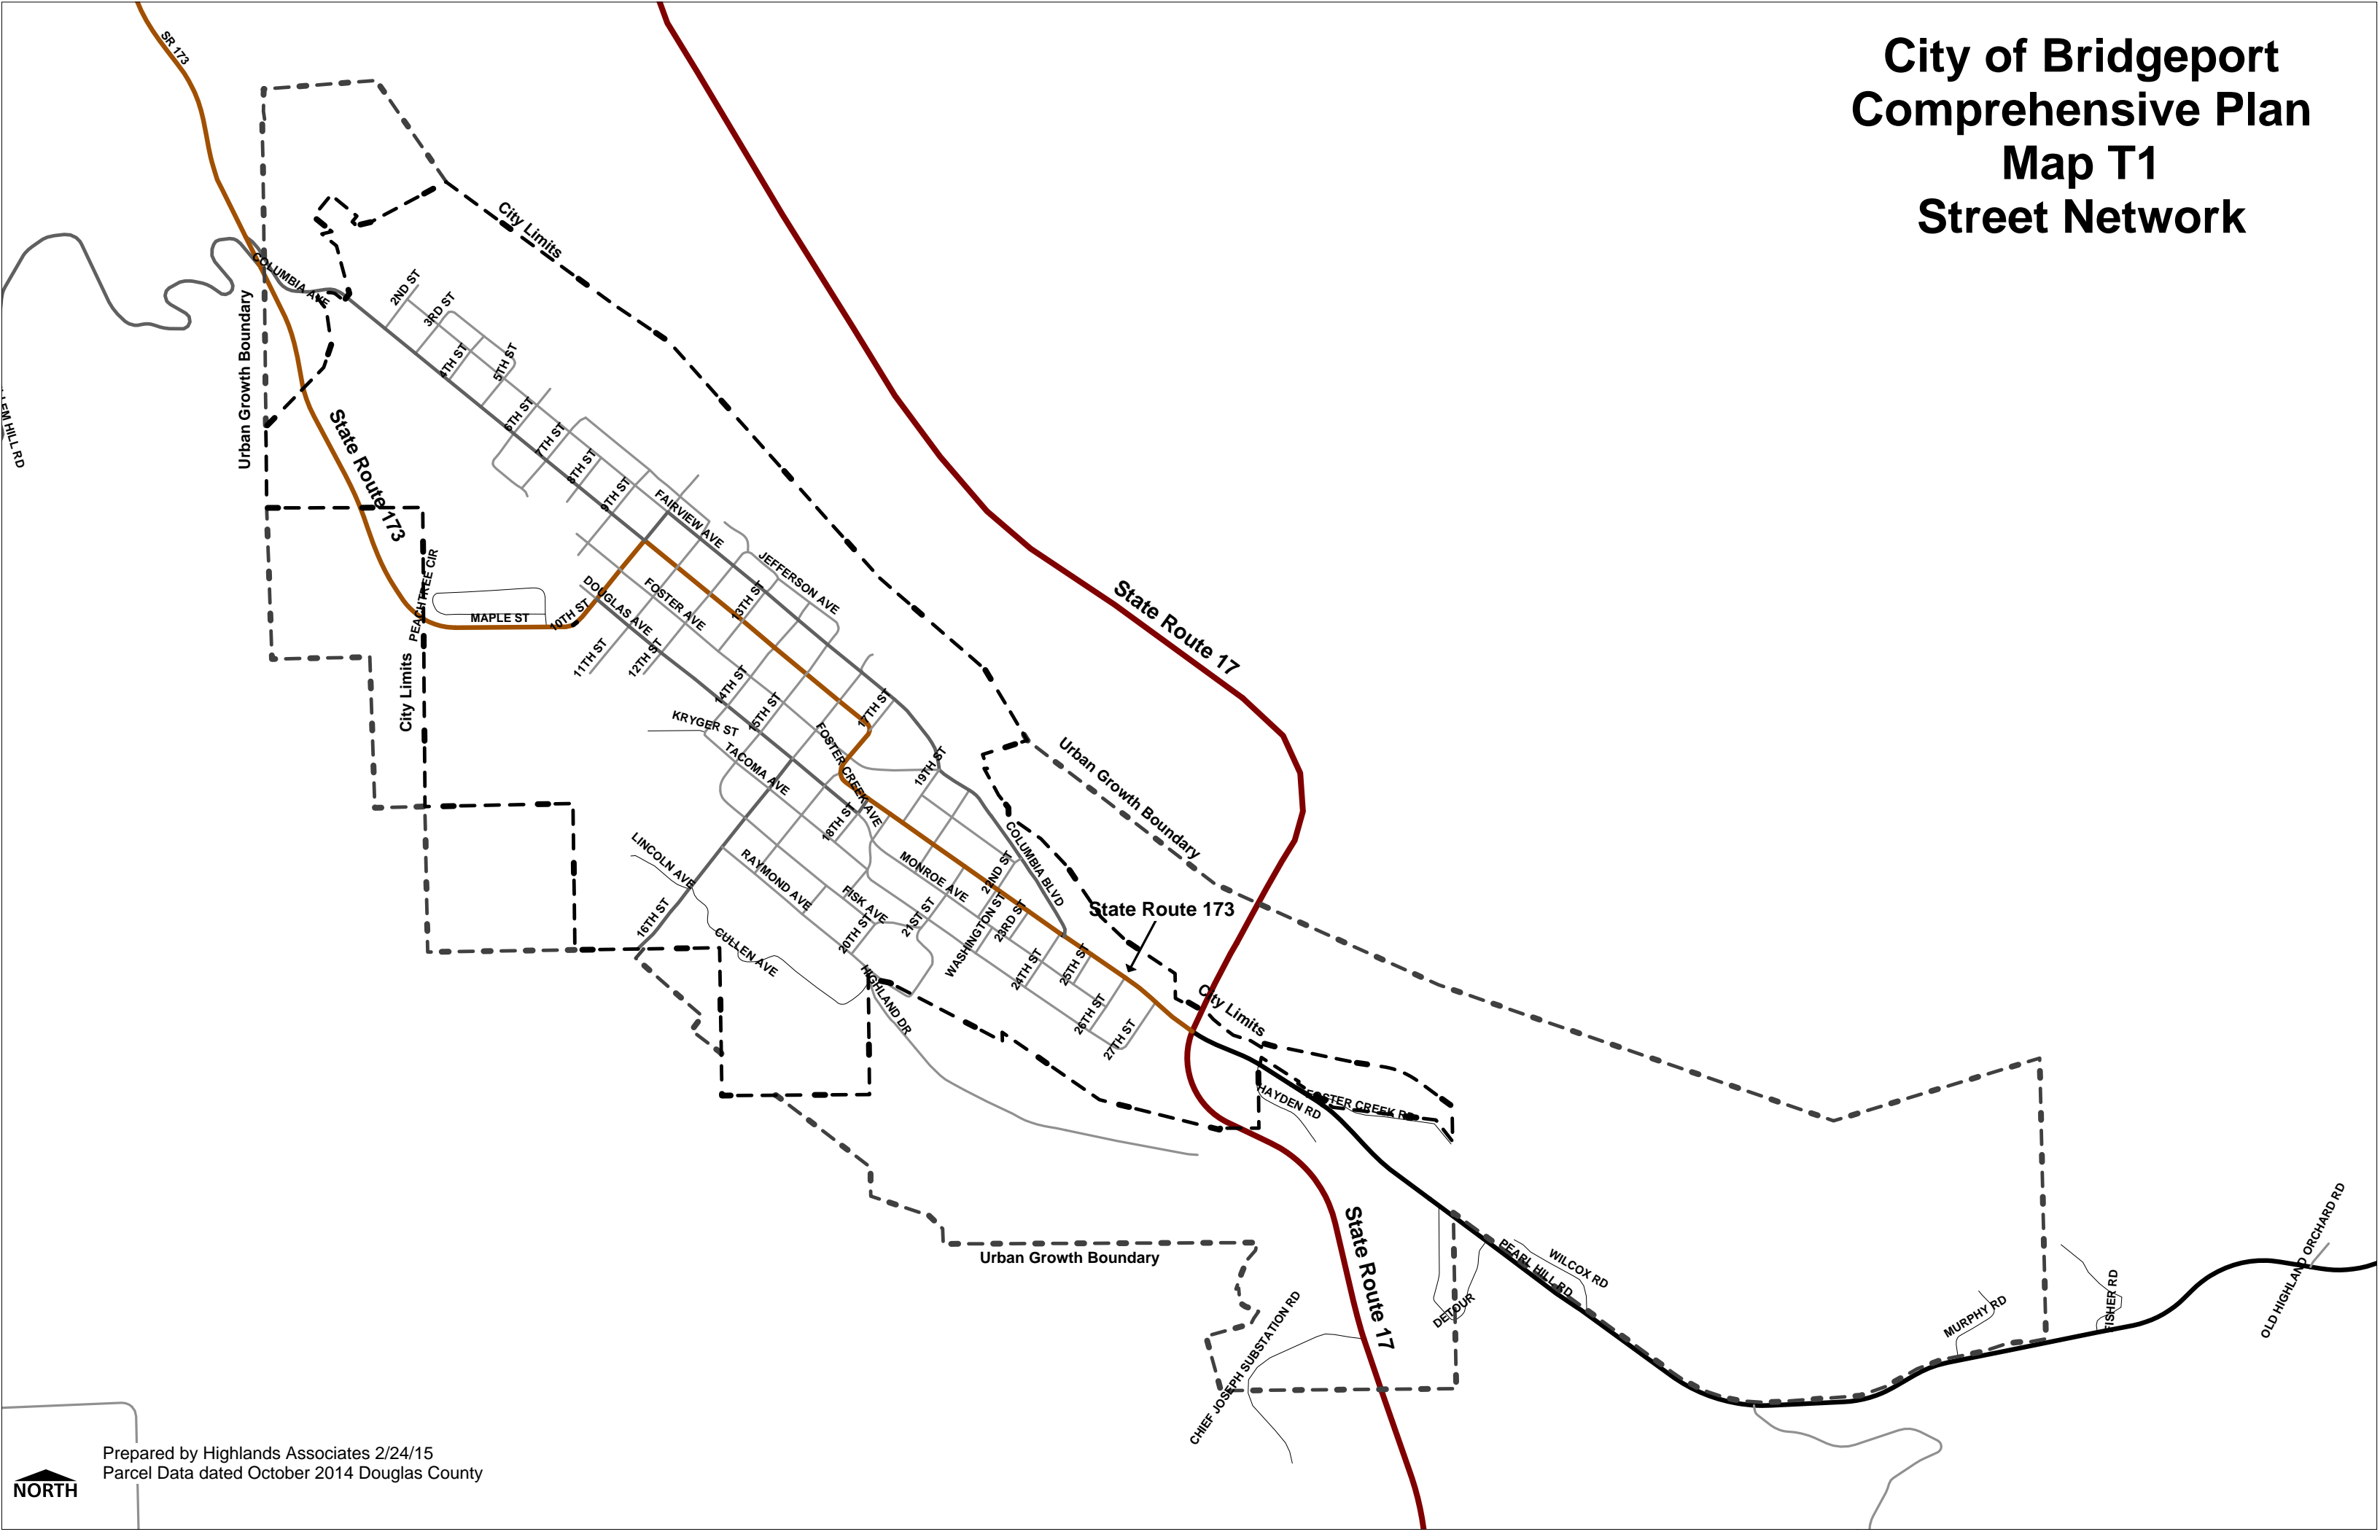 City of Bridgeport
Comprehensive Plan
Map T1
Street Network
SR 173
City Limits
COLUMBIA AVE
Urban Growth Boundary
2ND ST
3RD ST
4TH ST
5TH ST
6TH ST
7TH ST
8TH ST
9TH ST
State Route 173
FAIRVIEW AVE
JEFFERSON AVE
PEACHTREE CIR
MAPLE ST
10TH ST
DOUGLAS AVE
FOSTER AVE
13TH ST
11TH ST
12TH ST
City Limits
14TH ST
15TH ST
17TH ST
KRYGER ST
TACOMA AVE
FOSTER CREEK AVE
19TH ST
18TH ST
State Route 17
Urban Growth Boundary
LINCOLN AVE
RAYMOND AVE
FISK AVE
MONROE AVE
COLUMBIA BLVD
22ND ST
16TH ST
20TH ST
21ST ST
WASHINGTON ST
23RD ST
State Route 173
CULLEN AVE
HIGHLAND DR
24TH ST
25TH ST
26TH ST
27TH ST
City Limits
HAYDEN RD
FOSTER CREEK RD
State Route 17
Urban Growth Boundary
CHIEF JOSEPH SUBSTATION RD
DETOUR
PEARL HILL RD
WILCOX RD
MURPHY RD
FISHER RD
OLD HIGHLAND ORCHARD RD
HILL RD
Prepared by Highlands Associates 2/24/15
Parcel Data dated October 2014 Douglas County
NORTH